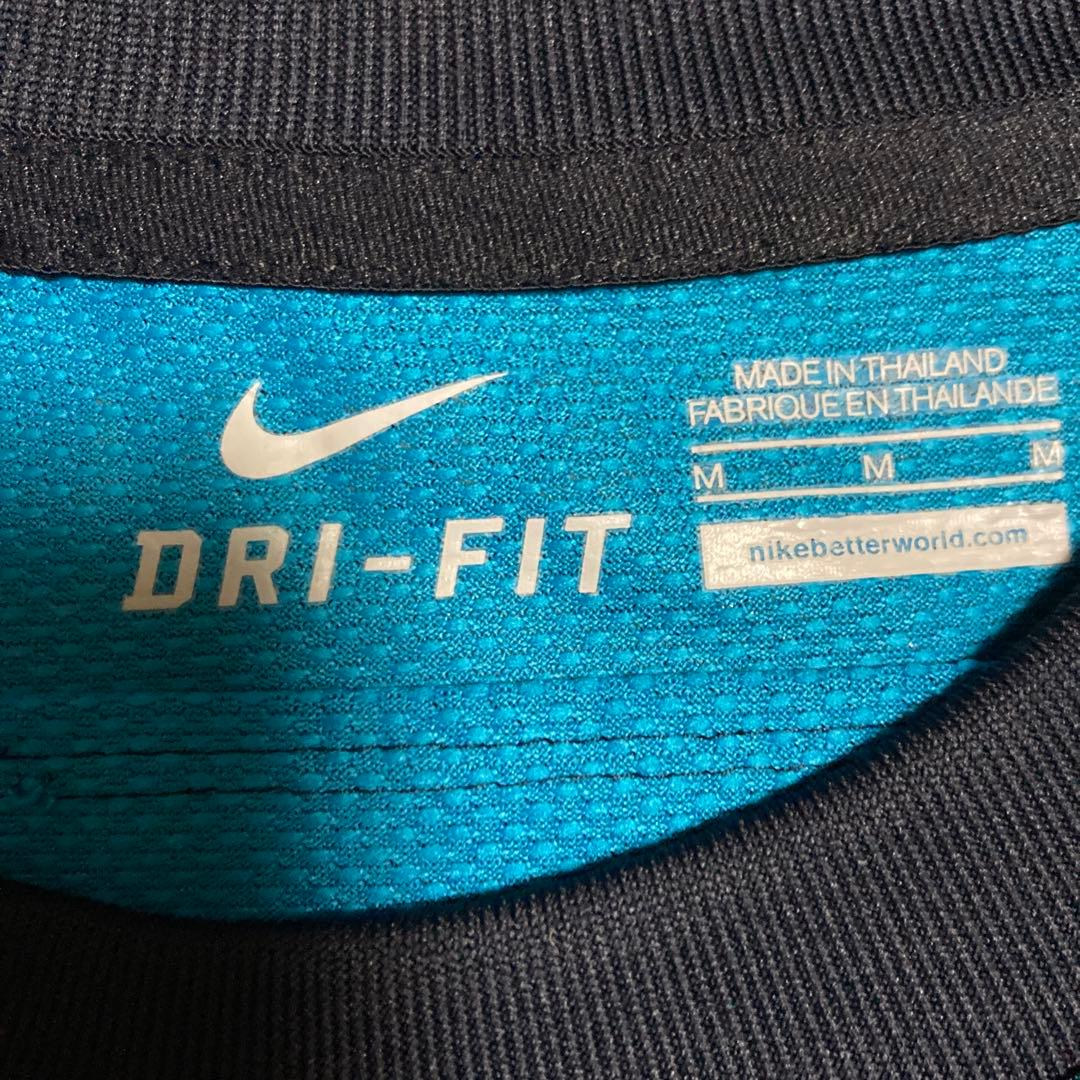 DRI-FIT
MADE IN THAILAND
FABRIQUE EN THAILANDE
M M M
nikebetterworld.com